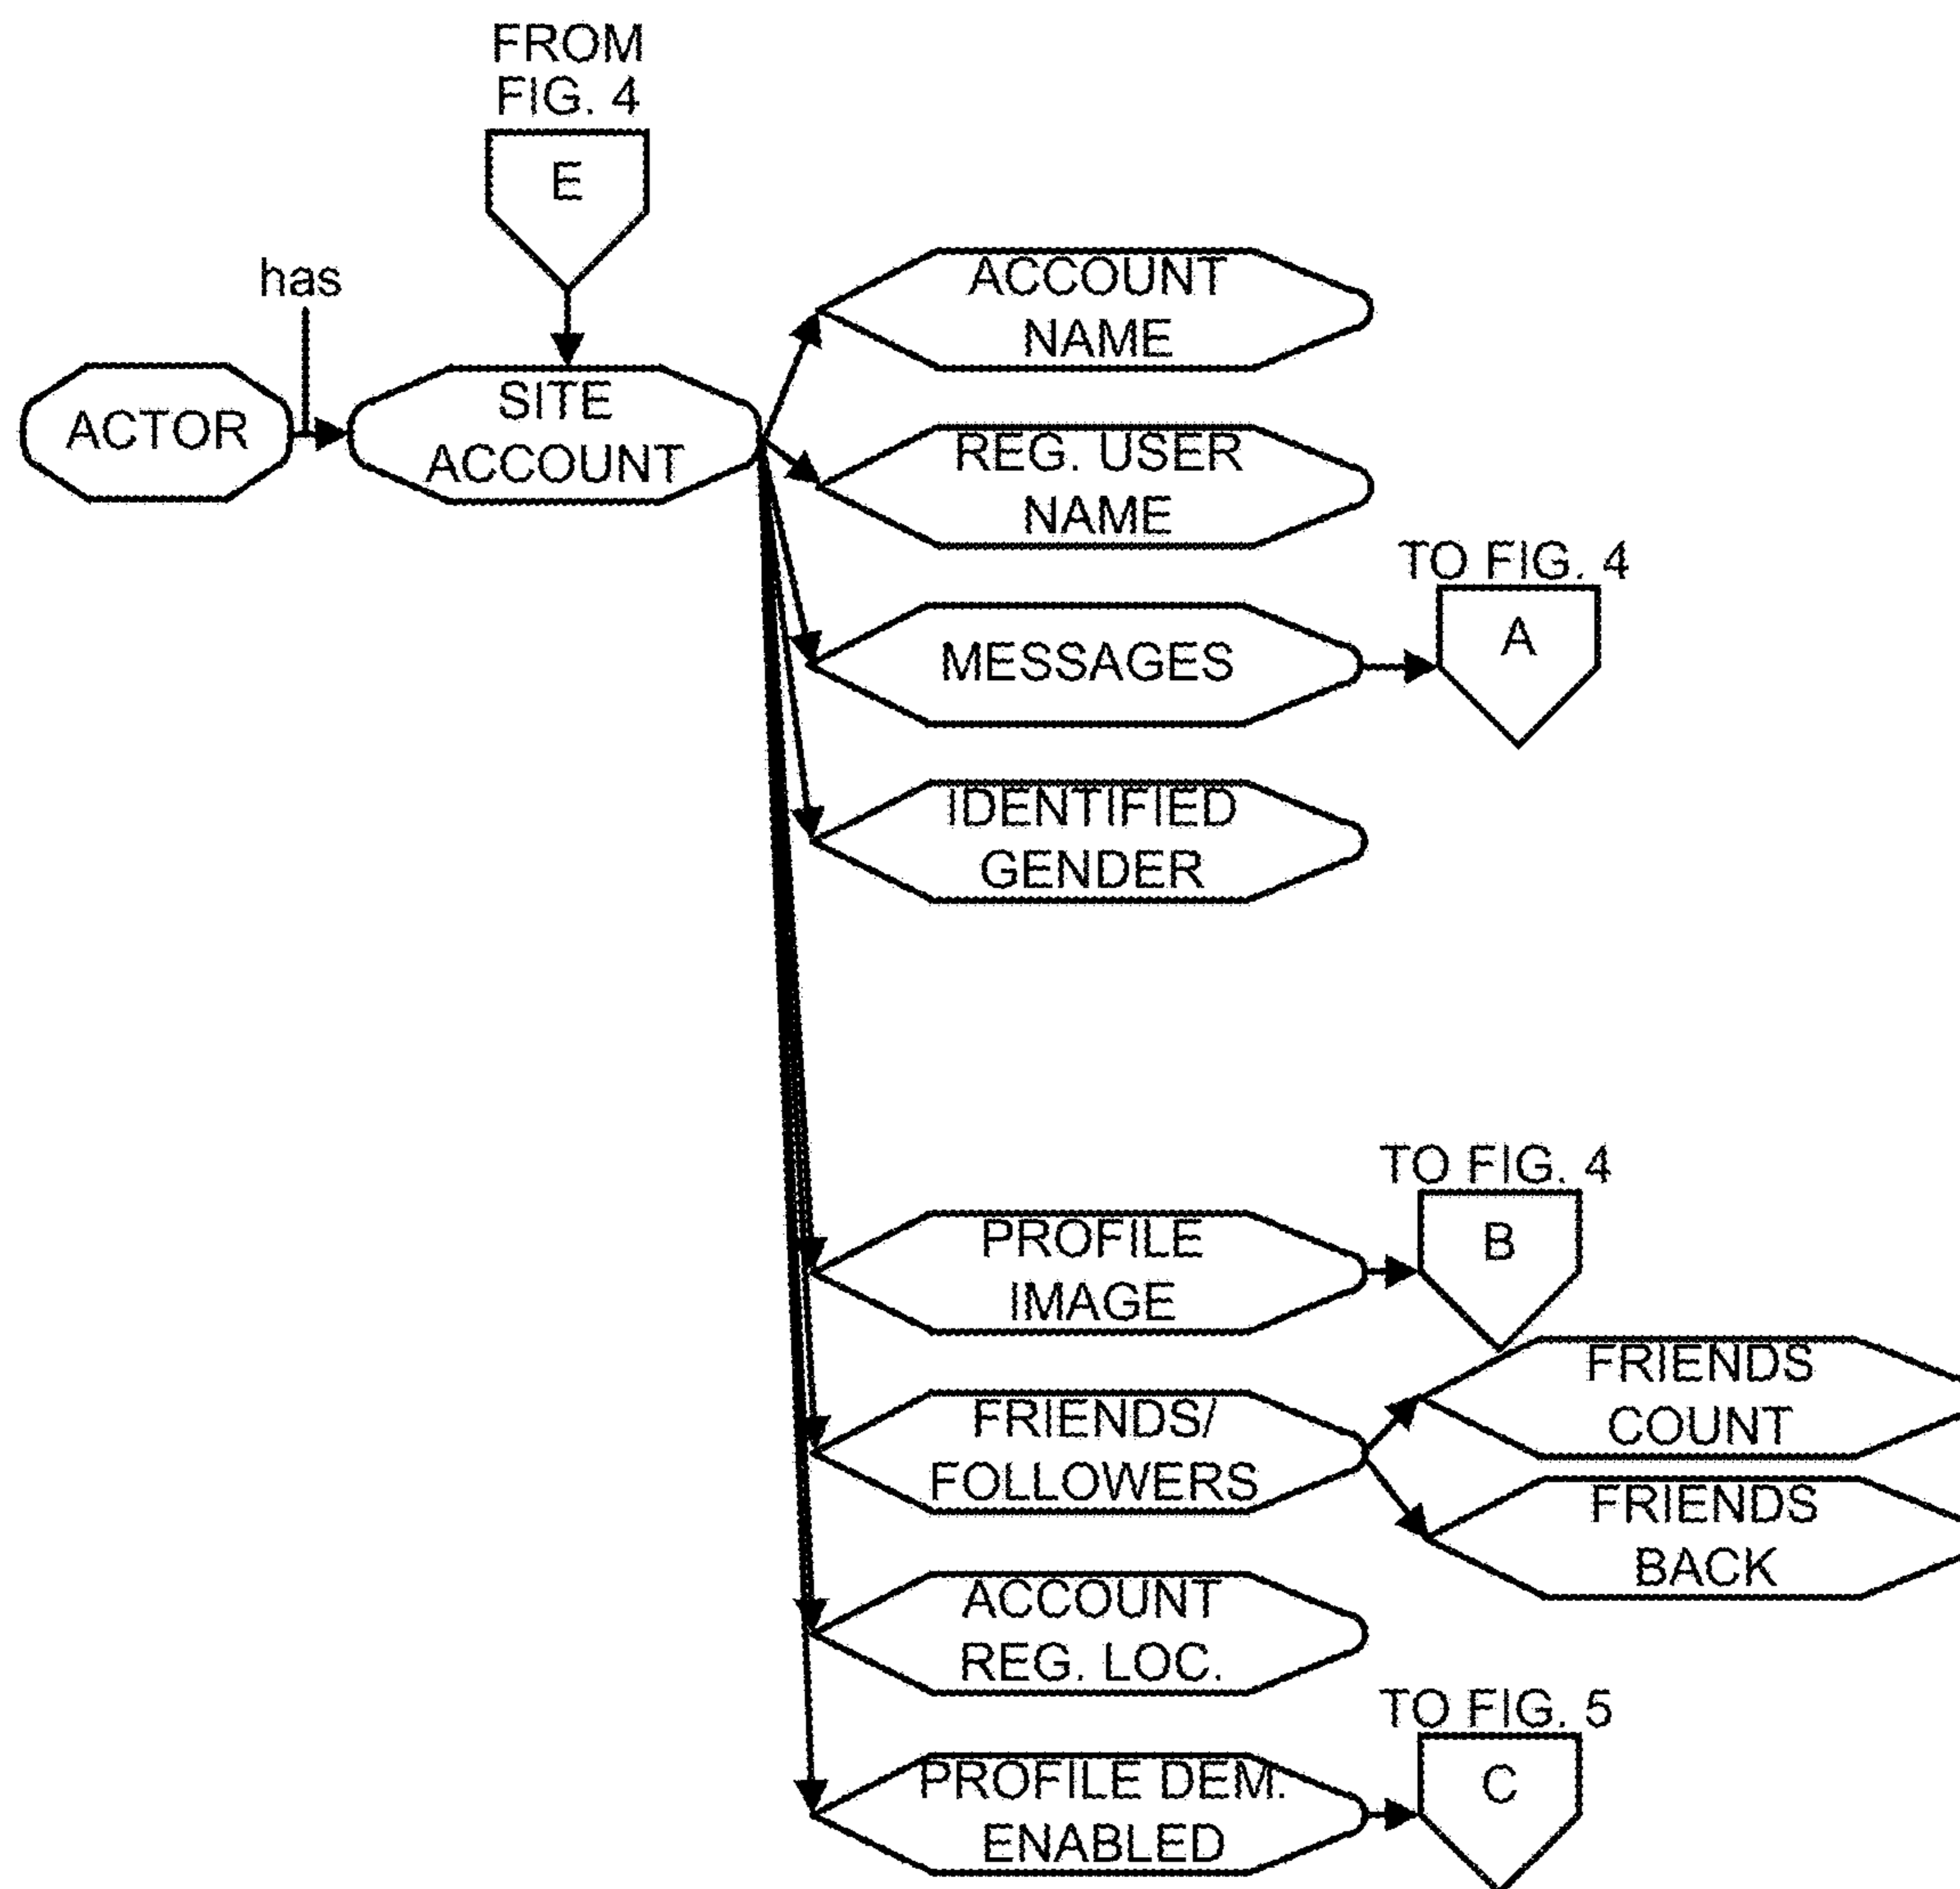 FROM
FIG. 4
E
has
ACTOR
SITE
ACCOUNT
ACCOUNT
NAME
REG. USER
NAME
TO FIG. 4
MESSAGES
A
IDENTIFIED
GENDER
TO FIG. 4
PROFILE
IMAGE
B
FRIENDS/
FOLLOWERS
FRIENDS
COUNT
FRIENDS
BACK
ACCOUNT
REG. LOC.
TO FIG. 5
PROFILE DEM.
ENABLED
C